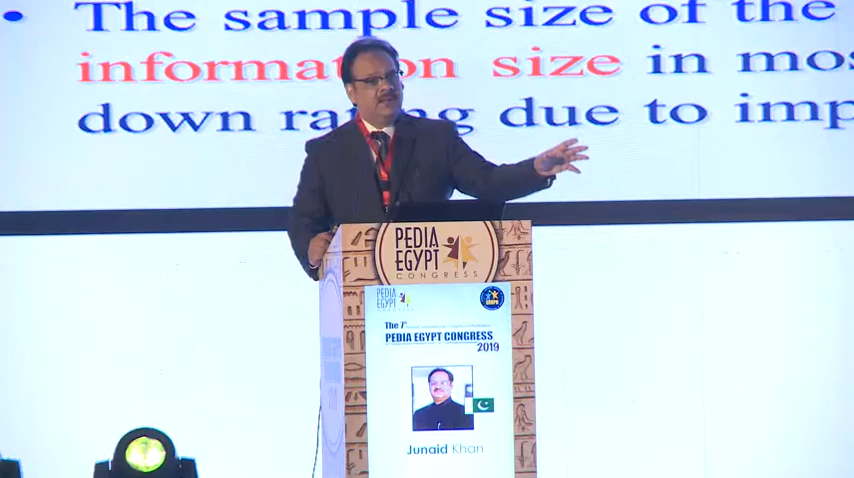 • The sample size of the
information size in mos
down rating due to imp
PEDIA
EGYPT
CONGRESS
PEDIA
EGYPT
The 7
PEDIA EGYPT CONGRESS
2019
Junaid Khan